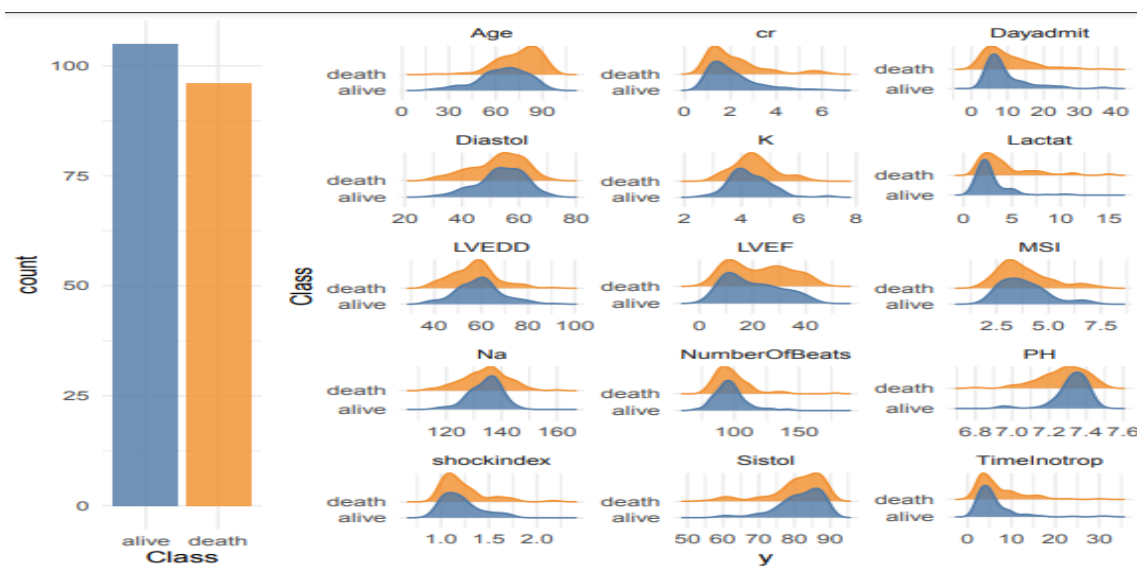 100
75
50
25
0
count
alive death
Class
Class
Age cr Dayadmit
death death death
alive alive alive
0 30 60 90 0 2 4 6 0 10 20 30 40
Diastol K Lactat
death death death
alive alive alive
20 40 60 80 2 4 6 8 0 5 10 15
LVEDD LVEF MSI
death death death
alive alive alive
40 60 80 100 0 20 40 2.5 5.0 7.5
Na NumberOfBeats PH
death death death
alive alive alive
120 140 160 100 150 6.8 7.0 7.2 7.4 7.6
shockindex Sistol TimeInotrop
death death death
alive alive alive
1.0 1.5 2.0 50 60 70 80 90 0 10 20 30
y